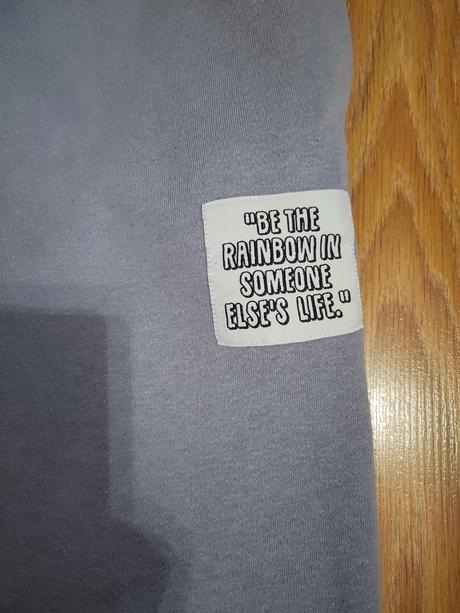 "BE THE
RAINBOW IN
SOMEONE
ELSE'S LIFE."